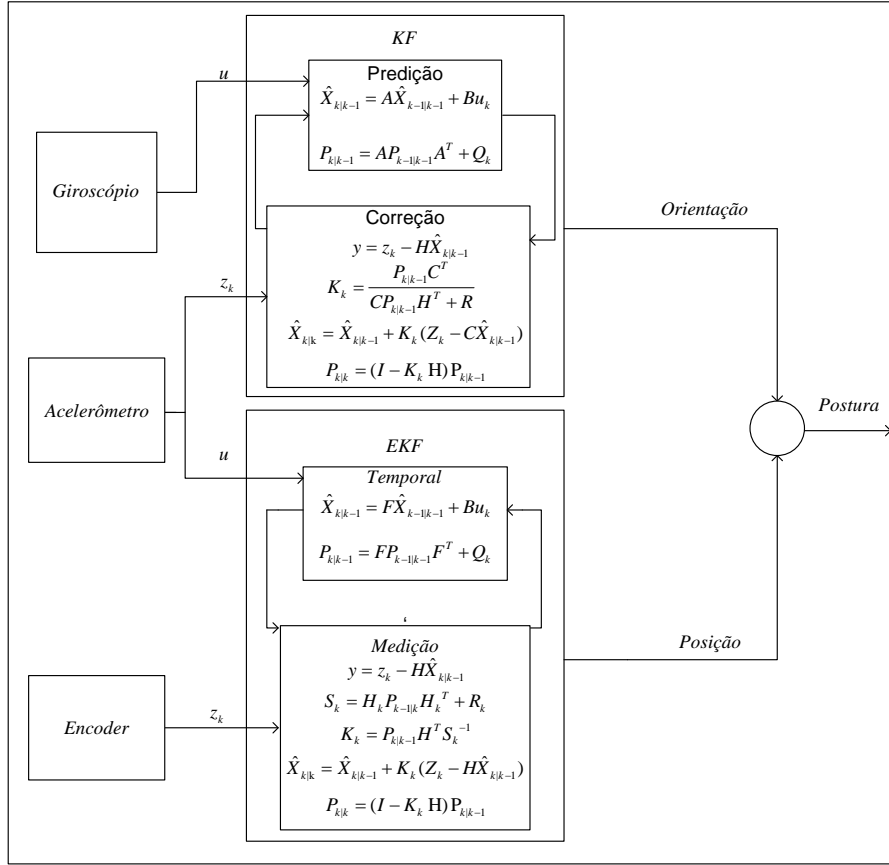 KF
u
Predição
X̂_{k|k-1} = AX̂_{k-1|k-1} + Bu_k
P_{k|k-1} = AP_{k-1|k-1}A^T + Q_k
Giroscópio
Correção
y = z_k − HX̂_{k|k-1}
K_k = P_{k|k-1}C^T / CP_{k|k-1}H^T + R
X̂_{k|k} = X̂_{k|k-1} + K_k(Z_k − CX̂_{k|k-1})
P_{k|k} = (I − K_k H)P_{k|k-1}
z_k
Orientação
Acelerômetro
Postura
EKF
u
Temporal
X̂_{k|k-1} = FX̂_{k-1|k-1} + Bu_k
P_{k|k-1} = FP_{k-1|k-1}F^T + Q_k
Medição
y = z_k − HX̂_{k|k-1}
S_k = H_k P_{k-1|k} H_k^T + R_k
K_k = P_{k|k-1}H^T S_k^{-1}
X̂_{k|k} = X̂_{k|k-1} + K_k(Z_k − HX̂_{k|k-1})
P_{k|k} = (I − K_k H)P_{k|k-1}
Posição
Encoder
z_k